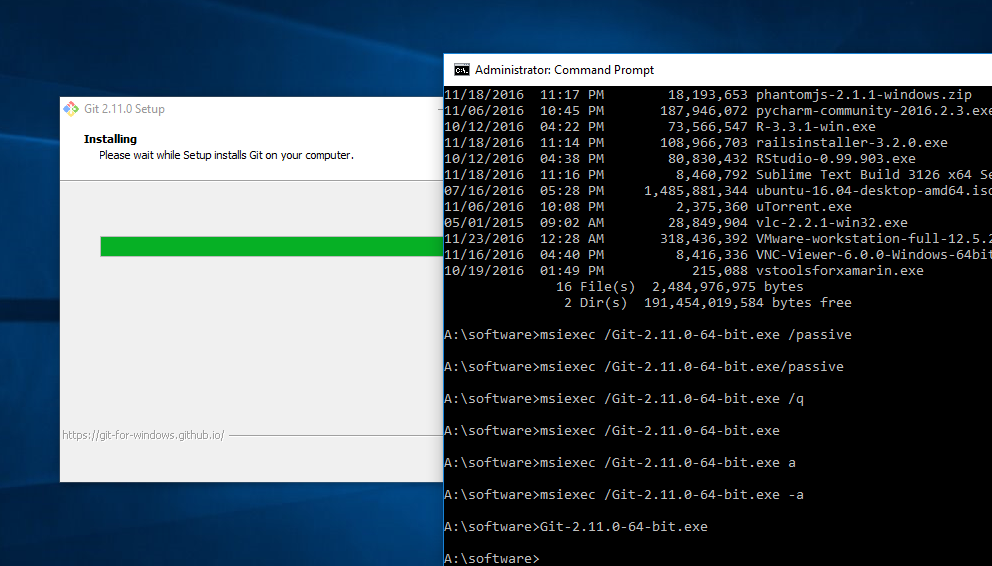 Git 2.11.0 Setup
Installing
Please wait while Setup installs Git on your computer.
https://git-for-windows.github.io/
Administrator: Command Prompt
11/18/2016  11:17 PM        18,193,653 phantomjs-2.1.1-windows.zip
11/06/2016  10:45 PM       187,946,072 pycharm-community-2016.2.3.exe
10/12/2016  04:22 PM        73,566,547 R-3.3.1-win.exe
11/18/2016  11:14 PM       108,966,703 railsinstaller-3.2.0.exe
10/12/2016  04:38 PM        80,830,432 RStudio-0.99.903.exe
11/18/2016  11:16 PM         8,460,792 Sublime Text Build 3126 x64 Se
07/16/2016  05:28 PM     1,485,881,344 ubuntu-16.04-desktop-amd64.iso
11/06/2016  10:08 PM         2,375,360 uTorrent.exe
05/01/2015  09:02 AM        28,849,904 vlc-2.2.1-win32.exe
11/23/2016  12:28 AM       318,436,392 VMware-workstation-full-12.5.2
11/16/2016  04:40 PM         8,416,336 VNC-Viewer-6.0.0-Windows-64bit
10/19/2016  01:49 PM           215,088 vstoolsforxamarin.exe
16 File(s)  2,484,976,975 bytes
2 Dir(s)  191,454,019,584 bytes free
A:\software>msiexec /Git-2.11.0-64-bit.exe /passive
A:\software>msiexec /Git-2.11.0-64-bit.exe/passive
A:\software>msiexec /Git-2.11.0-64-bit.exe /q
A:\software>msiexec /Git-2.11.0-64-bit.exe
A:\software>msiexec /Git-2.11.0-64-bit.exe a
A:\software>msiexec /Git-2.11.0-64-bit.exe -a
A:\software>Git-2.11.0-64-bit.exe
A:\software>